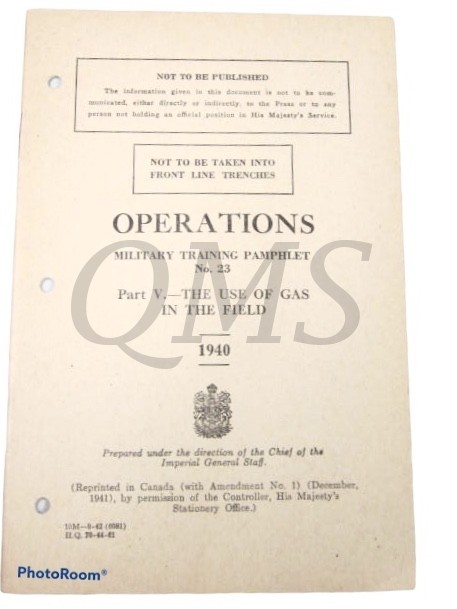 NOT TO BE PUBLISHED
The information given in this document is not to be com-
municated, either directly or indirectly, to the Press or to any
person not holding an official position in His Majesty's Service.
NOT TO BE TAKEN INTO
FRONT LINE TRENCHES
OPERATIONS
MILITARY TRAINING PAMPHLET
No. 23
Part V.—THE USE OF GAS
IN THE FIELD
QMS
1940
Prepared under the direction of the Chief of the
Imperial General Staff.
(Reprinted in Canada (with Amendment No. 1) (December,
1941), by permission of the Controller, His Majesty's
Stationery Office.)
H.Q.
PhotoRoom®